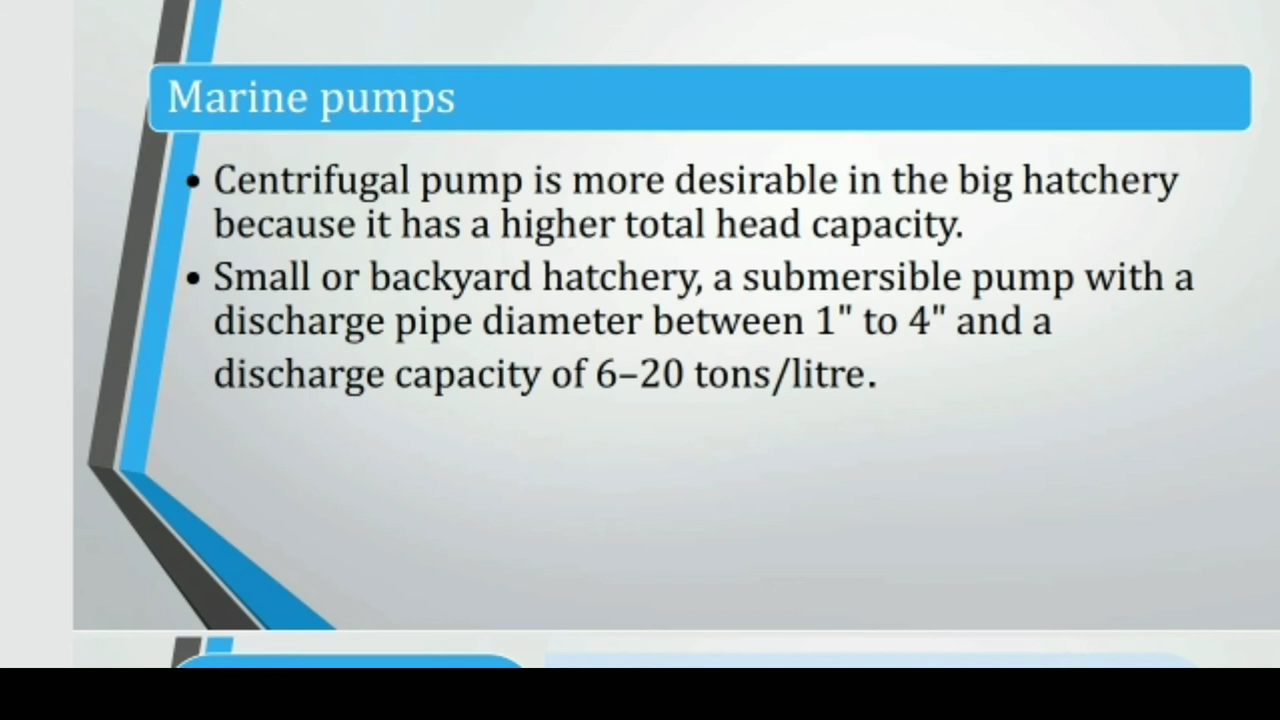 Marine pumps
• Centrifugal pump is more desirable in the big hatchery
because it has a higher total head capacity.
• Small or backyard hatchery, a submersible pump with a
discharge pipe diameter between 1" to 4" and a
discharge capacity of 6–20 tons/litre.